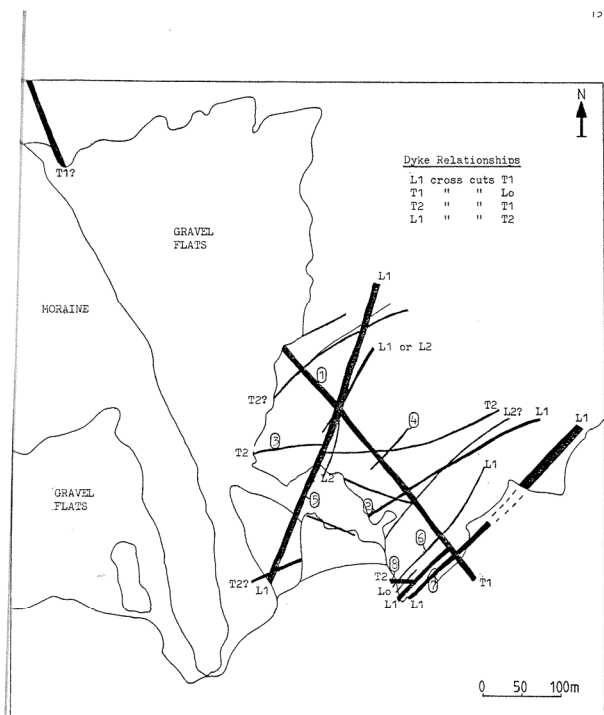 15
N
T1?
Dyke Relationships
L1 cross cuts T1
T1 " " Lo
T2 " " T1
L1 " " T2
GRAVEL
FLATS
MORAINE
L1
L1 or L2
1
T2?
4
T2
L2?
L1
L1
3
T2
L1
L2
GRAVEL
FLATS
5
2
6
8
T2?
T2
7
L1
Lo
T1
L1
L1
0 50 100m